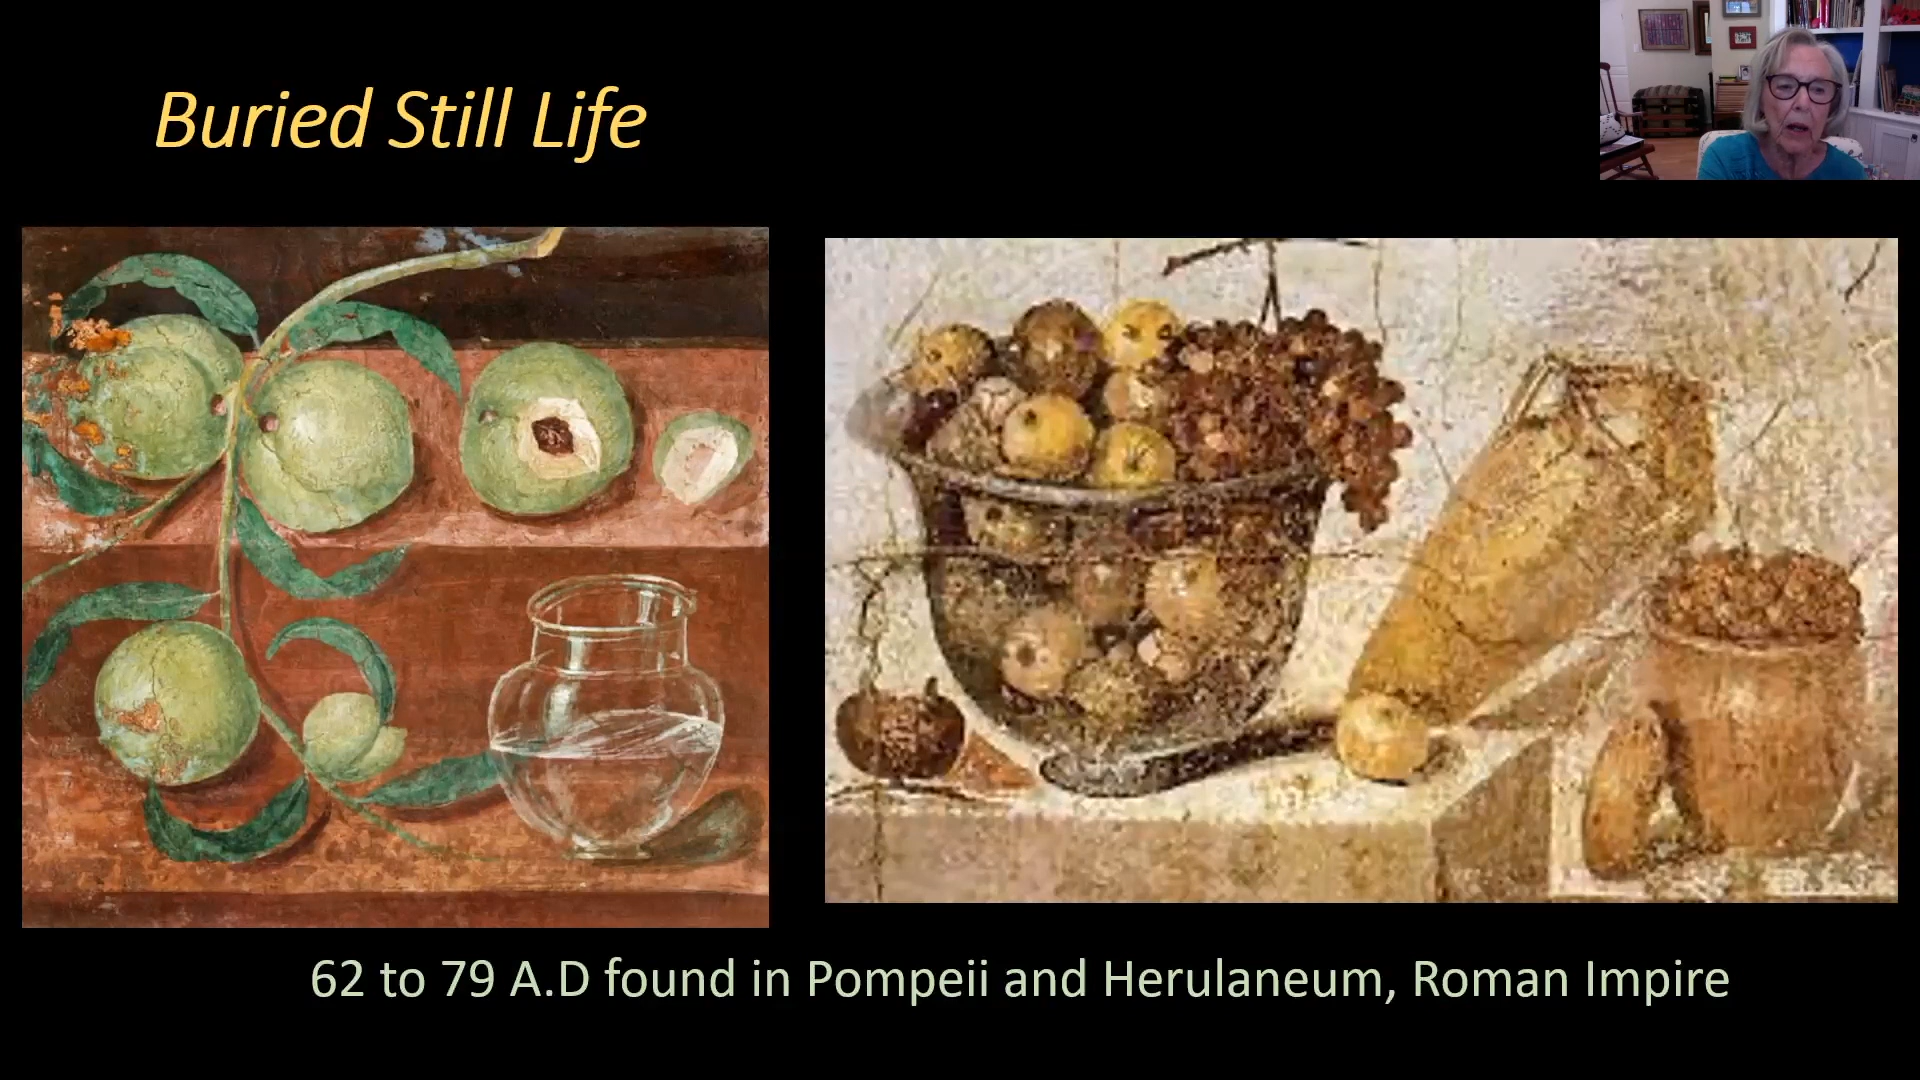 Buried Still Life
62 to 79 A.D found in Pompeii and Herulaneum, Roman Impire